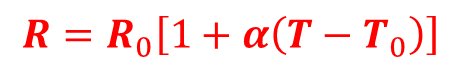 R = R₀[1 + α(T − T₀)]